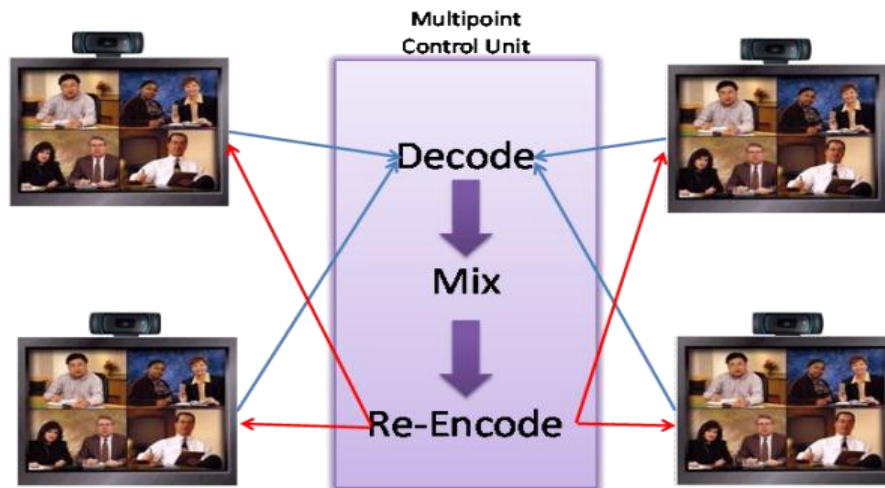 Multipoint
Control Unit
Decode
Mix
Re-Encode